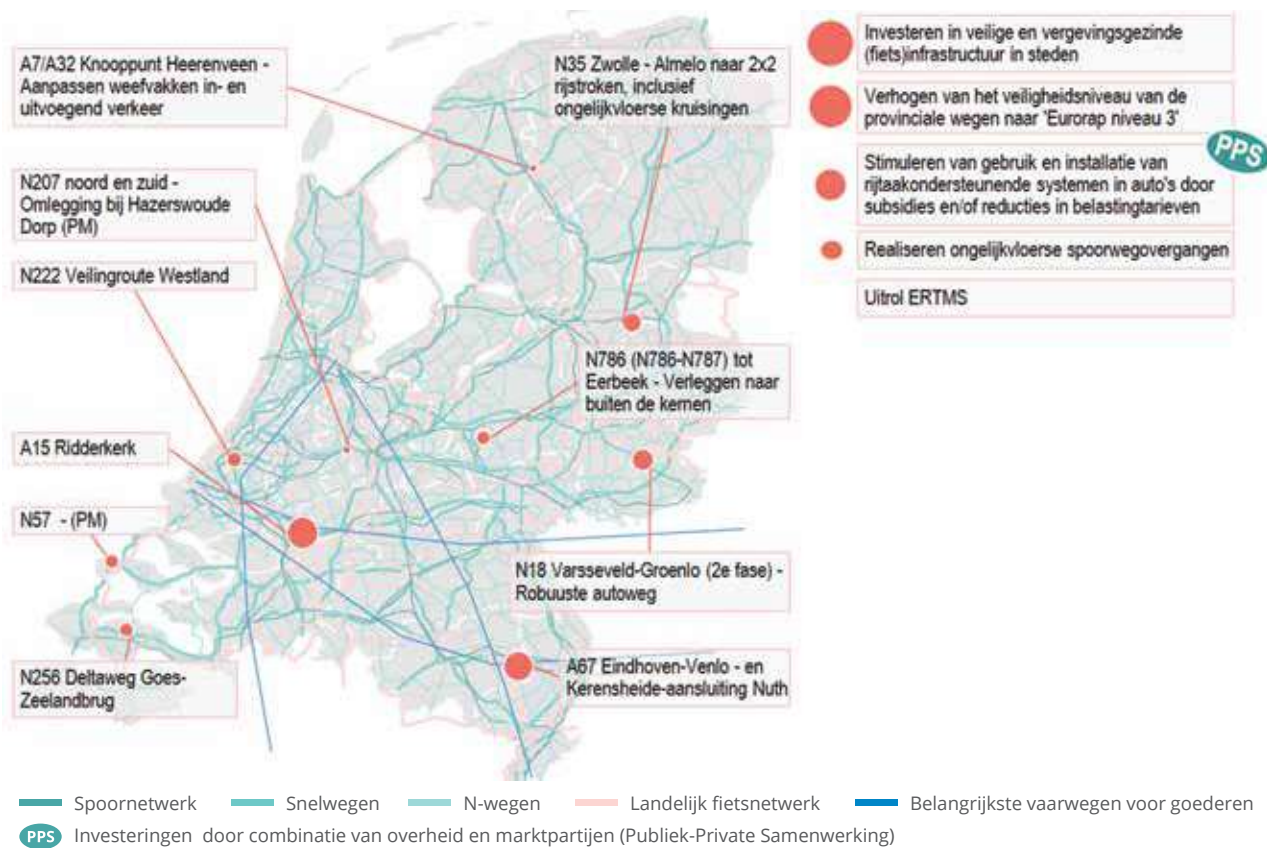 A7/A32 Knooppunt Heerenveen -
Aanpassen weefvakken in- en
uitvoegend verkeer
N207 noord en zuid -
Omlegging bij Hazerswoude
Dorp (PM)
N222 Veilingroute Westland
A15 Ridderkerk
N57 - (PM)
N256 Deltaweg Goes-
Zeelandbrug
N35 Zwolle - Almelo naar 2x2
rijstroken, inclusief
ongelijkvloerse kruisingen
N786 (N786-N787) tot
Eerbeek - Verleggen naar
buiten de kernen
N18 Varsseveld-Groenlo (2e fase) -
Robuuste autoweg
A67 Eindhoven-Venlo - en
Kerensheide-aansluiting Nuth
Investeren in veilige en vergevingsgezinde
(fiets)infrastructuur in steden
Verhogen van het veiligheidsniveau van de
provinciale wegen naar 'Eurorap niveau 3'
PPS
Stimuleren van gebruik en installatie van
rijtaakondersteunende systemen in auto's door
subsidies en/of reducties in belastingtarieven
Realiseren ongelijkvloerse spoorwegovergangen
Uitrol ERTMS
Spoornetwerk Snelwegen N-wegen Landelijk fietsnetwerk Belangrijkste vaarwegen voor goederen
PPS Investeringen door combinatie van overheid en marktpartijen (Publiek-Private Samenwerking)